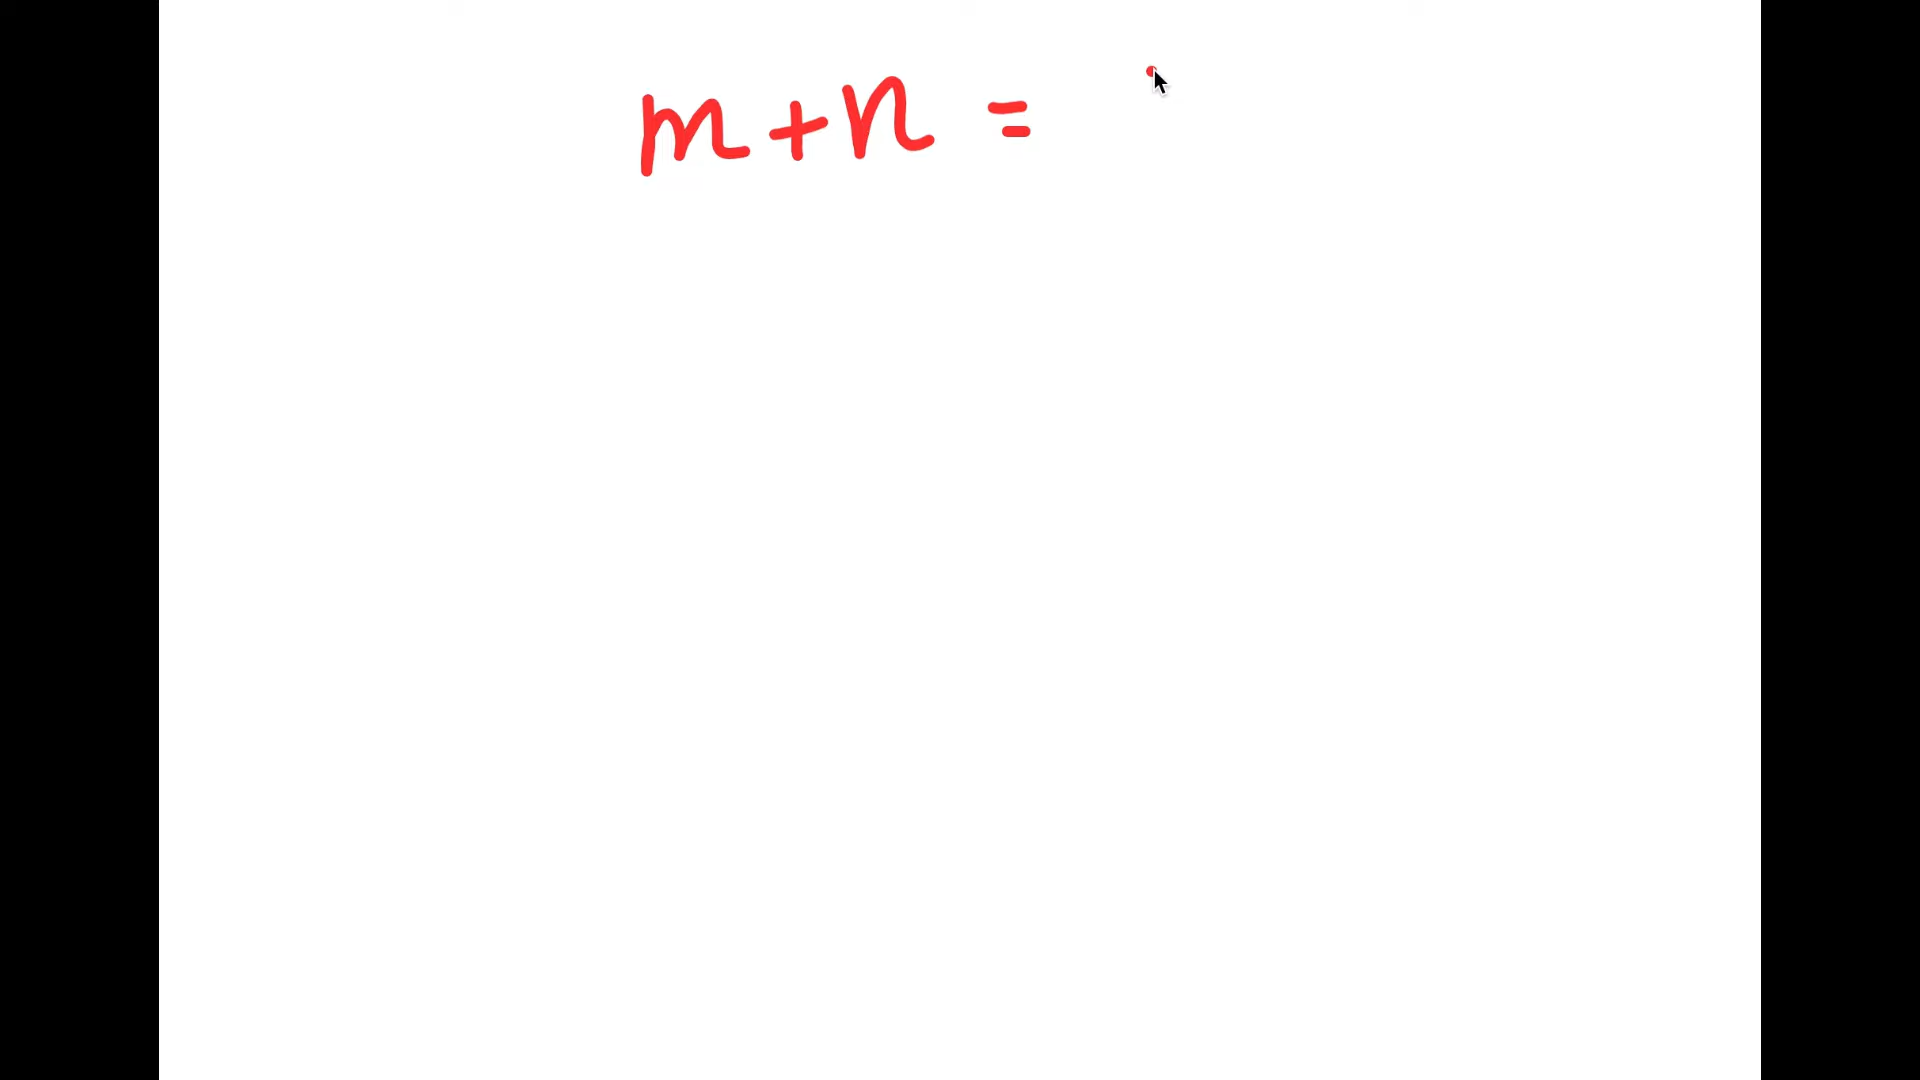 m+n =